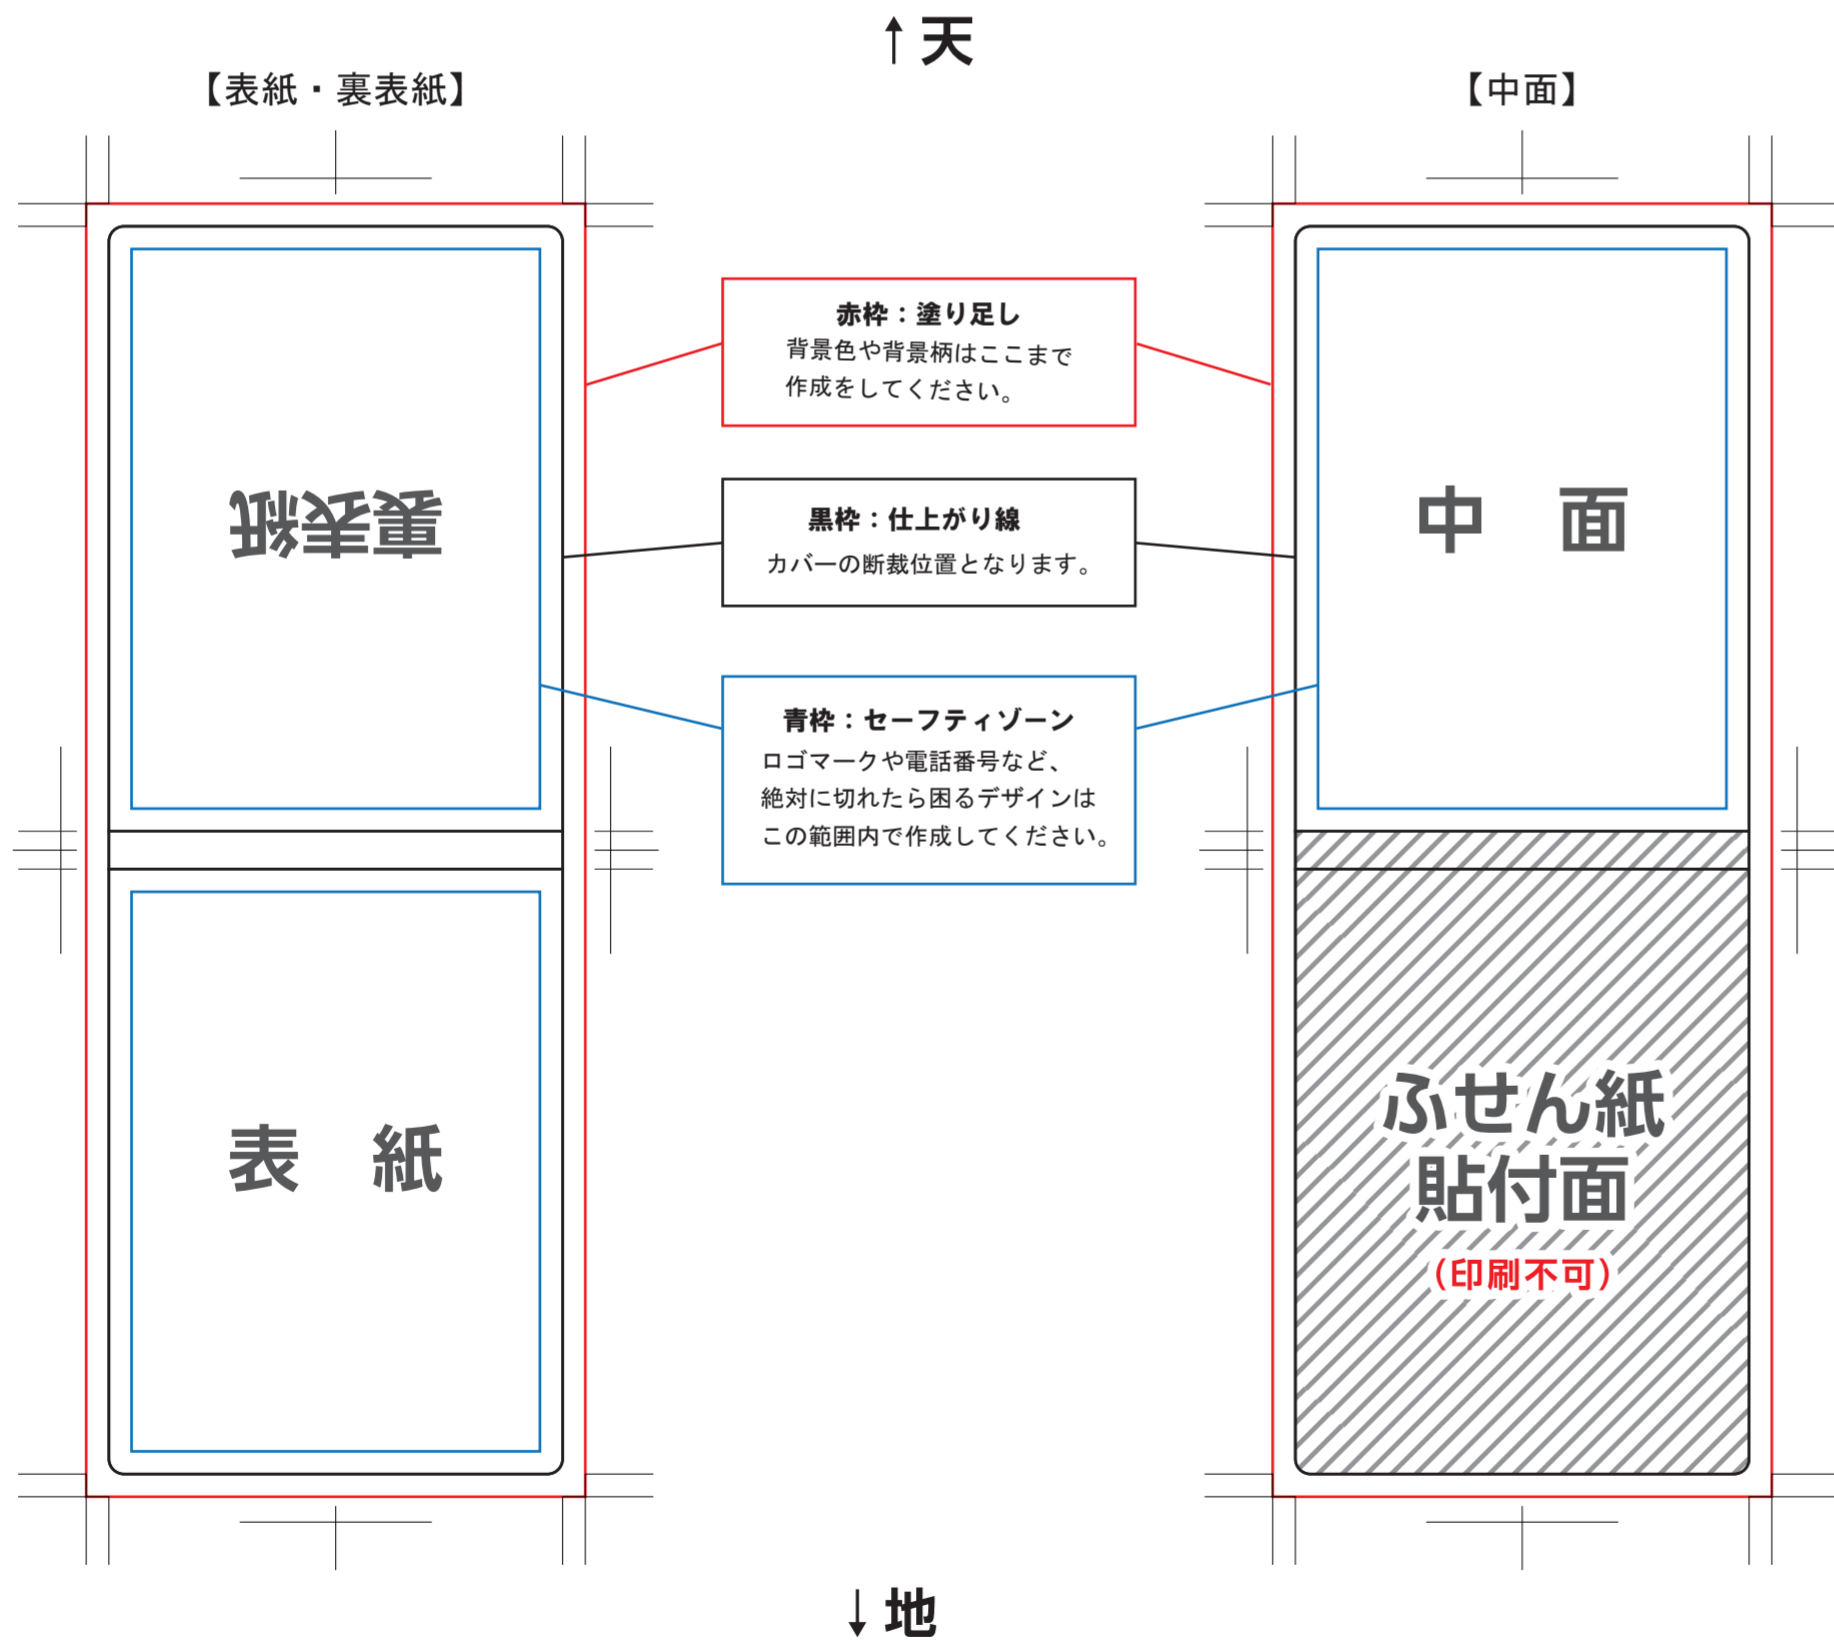 ↑天
【表紙・裏表紙】
【中面】
赤枠：塗り足し
背景色や背景柄はここまで
作成をしてください。
裏表紙
中　面
黒枠：仕上がり線
カバーの断裁位置となります。
青枠：セーフティゾーン
ロゴマークや電話番号など、
絶対に切れたら困るデザインは
この範囲内で作成してください。
表　紙
ふせん紙
貼付面
（印刷不可）
↓地